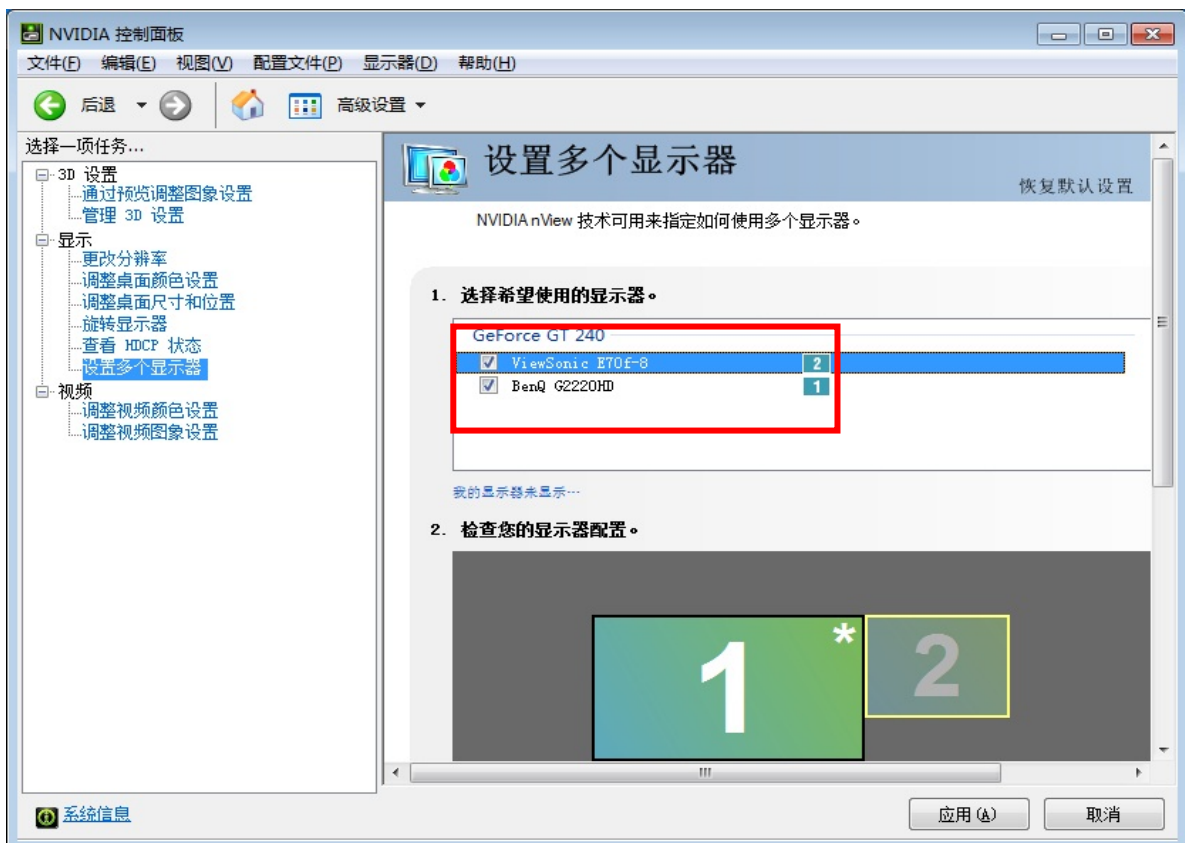 NVIDIA 控制面板
文件(F) 编辑(E) 视图(V) 配置文件(P) 显示器(D) 帮助(H)
后退 高级设置
选择一项任务...
3D 设置
通过预览调整图象设置
管理 3D 设置
显示
更改分辨率
调整桌面颜色设置
调整桌面尺寸和位置
旋转显示器
查看 HDCP 状态
设置多个显示器
视频
调整视频颜色设置
调整视频图象设置
设置多个显示器
恢复默认设置
NVIDIA nView 技术可用来指定如何使用多个显示器。
1. 选择希望使用的显示器。
GeForce GT 240
ViewSonic E70f-8 2
BenQ G2220HD 1
我的显示器未显示...
2. 检查您的显示器配置。
1 * 2
系统信息
应用(A) 取消